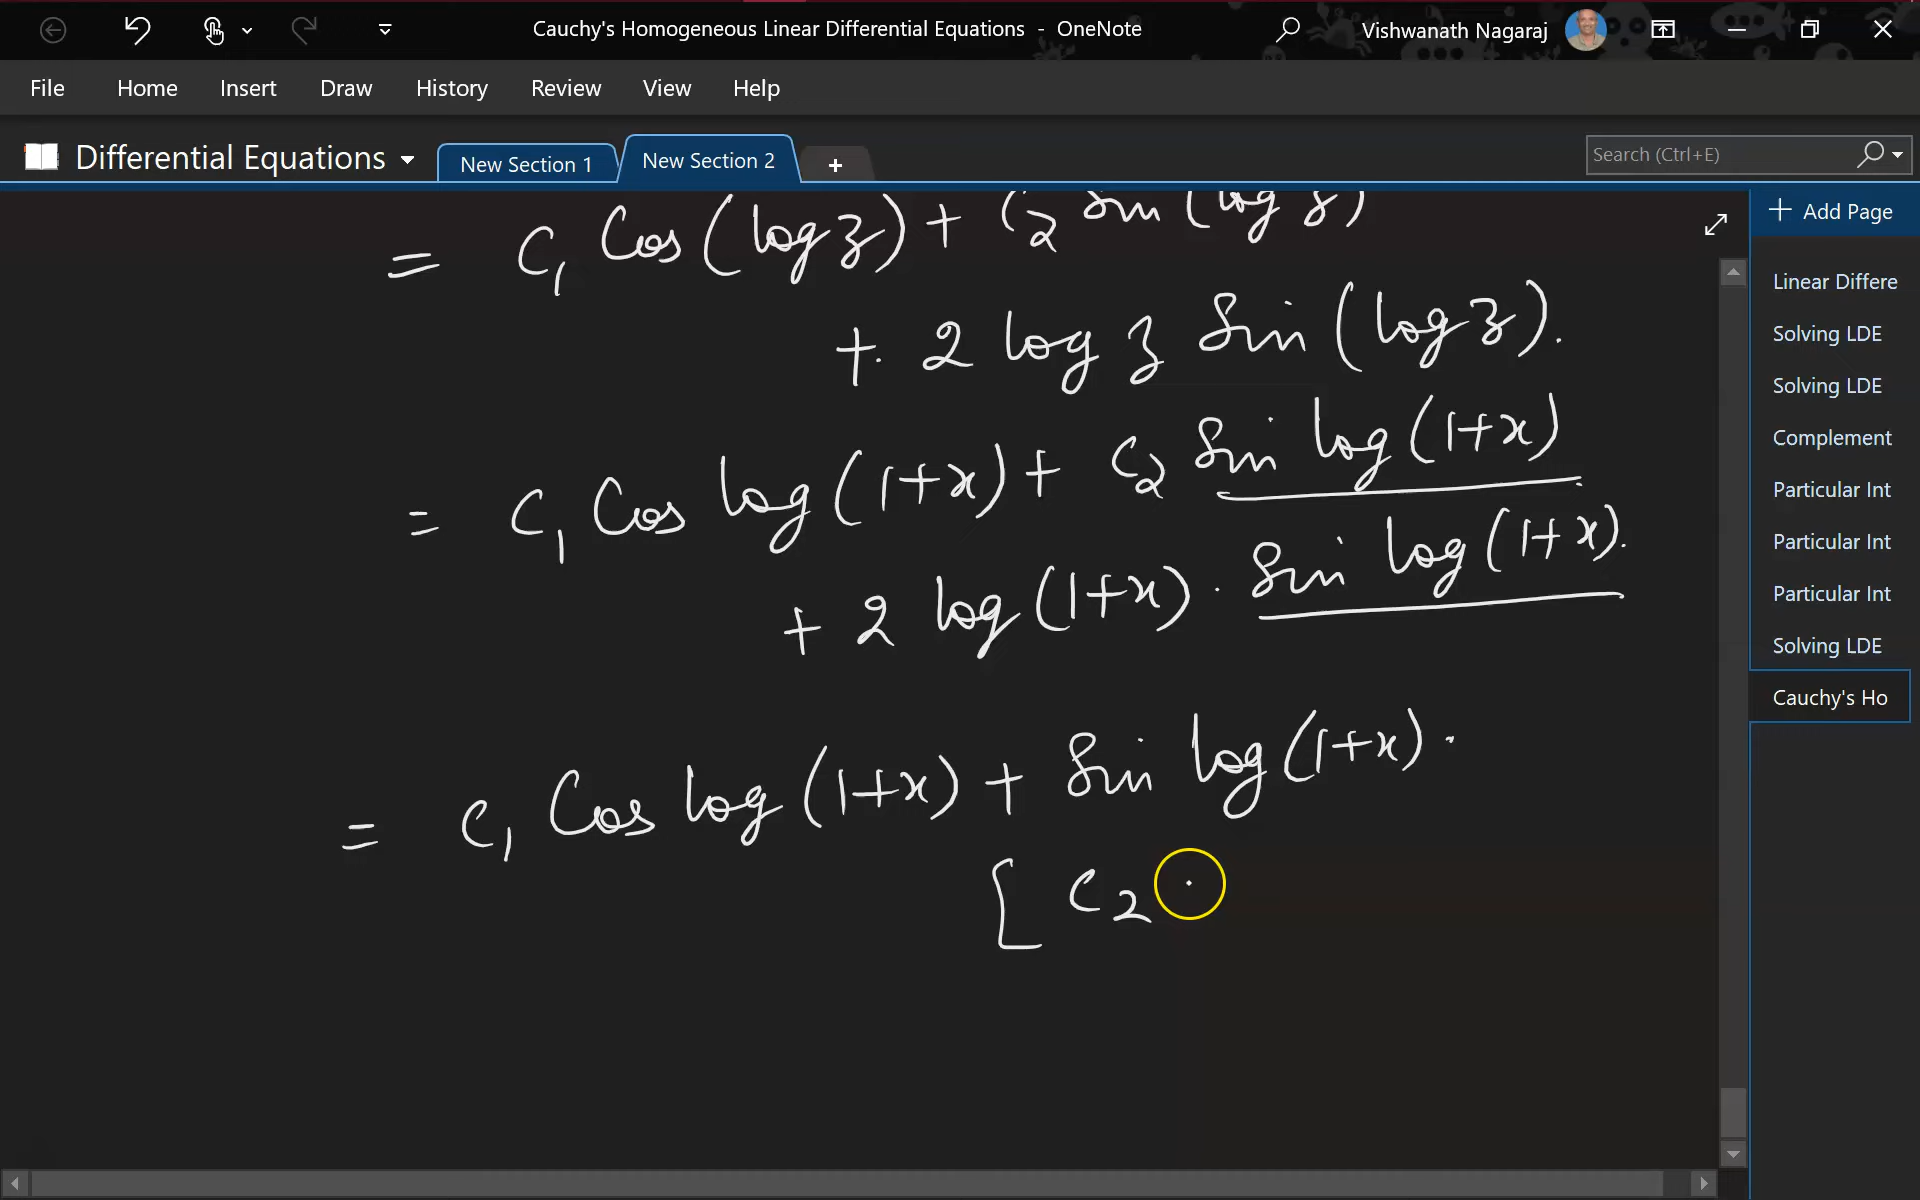 Cauchy's Homogeneous Linear Differential Equations - OneNote
Vishwanath Nagaraj
File Home Insert Draw History Review View Help
Differential Equations
New Section 1
New Section 2
+
Search (Ctrl+E)
+ Add Page
Linear Differe
Solving LDE
Solving LDE
Complement
Particular Int
Particular Int
Particular Int
Solving LDE
Cauchy's Ho
= C₁ Cos (log z) + C₂ Sin (log z)
+ 2 log z Sin (log z).
= C₁ Cos log (1+x) + C₂ Sin log (1+x)
+ 2 log (1+x) · Sin log (1+x).
= C₁ Cos log (1+x) + Sin log (1+x) ·
[ C₂